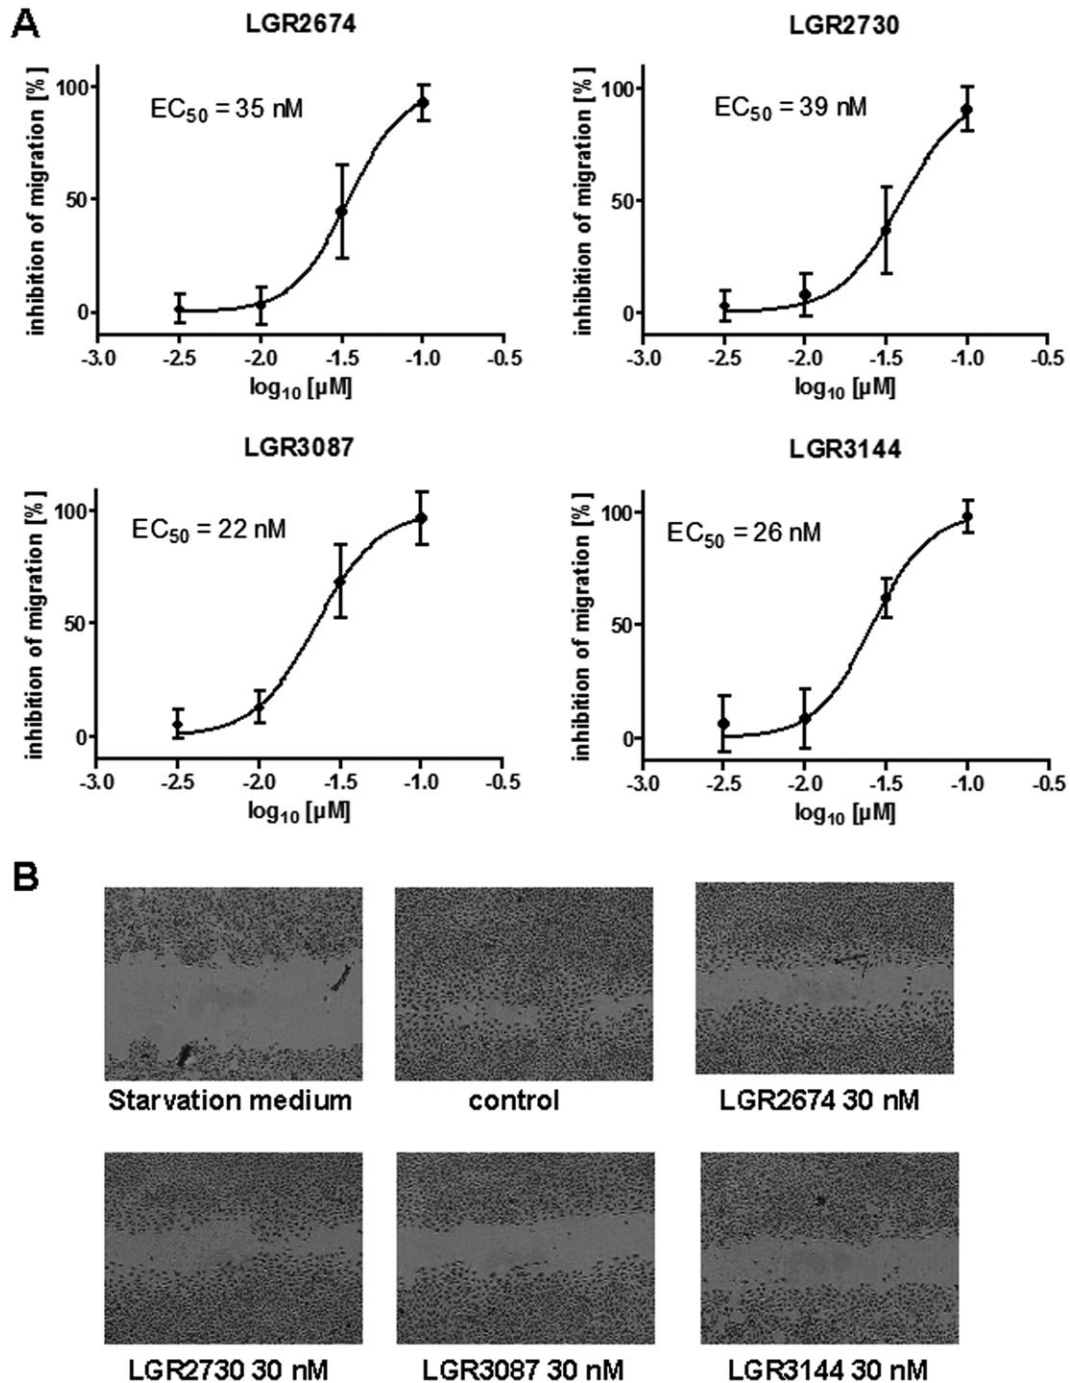 A
LGR2674
inhibition of migration [%]
100
50
0
EC50 = 35 nM
-3.0 -2.5 -2.0 -1.5 -1.0 -0.5
log10 [µM]
LGR2730
inhibition of migration [%]
100
50
0
EC50 = 39 nM
-3.0 -2.5 -2.0 -1.5 -1.0 -0.5
log10 [µM]
LGR3087
inhibition of migration [%]
100
50
0
EC50 = 22 nM
-3.0 -2.5 -2.0 -1.5 -1.0 -0.5
log10 [µM]
LGR3144
inhibition of migration [%]
100
50
0
EC50 = 26 nM
-3.0 -2.5 -2.0 -1.5 -1.0 -0.5
log10 [µM]
B
Starvation medium
control
LGR2674 30 nM
LGR2730 30 nM
LGR3087 30 nM
LGR3144 30 nM